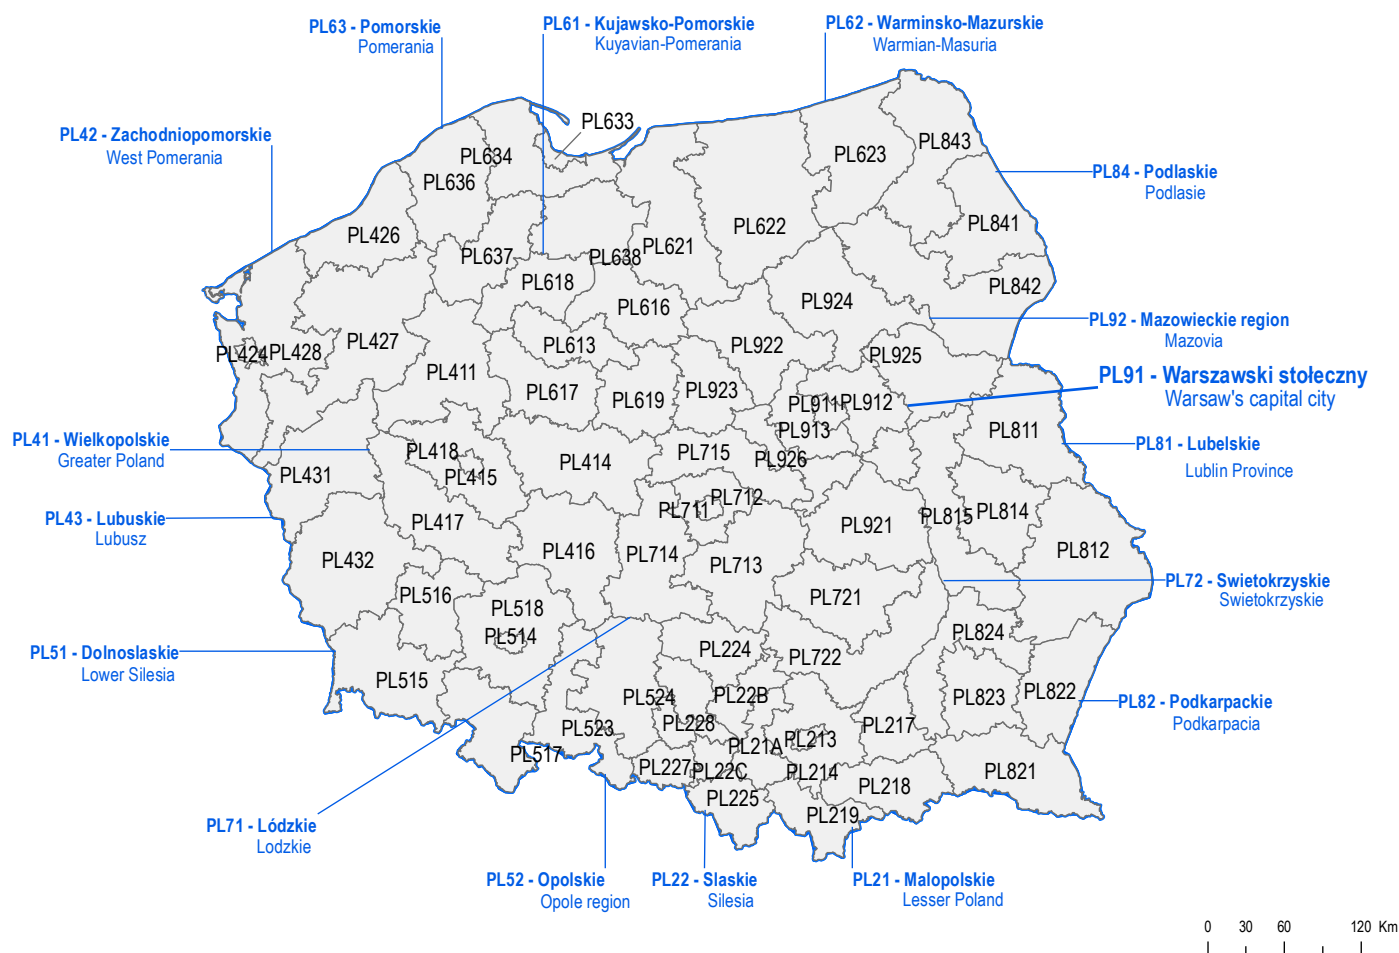 PL63 - Pomorskie
Pomerania
PL61 - Kujawsko-Pomorskie
Kuyavian-Pomerania
PL62 - Warminsko-Mazurskie
Warmian-Masuria
PL42 - Zachodniopomorskie
West Pomerania
PL84 - Podlaskie
Podlasie
PL92 - Mazowieckie region
Mazovia
PL91 - Warszawski stołeczny
Warsaw's capital city
PL41 - Wielkopolskie
Greater Poland
PL81 - Lubelskie
Lublin Province
PL43 - Lubuskie
Lubusz
PL72 - Swietokrzyskie
Swietokrzyskie
PL51 - Dolnoslaskie
Lower Silesia
PL82 - Podkarpackie
Podkarpacia
PL71 - Lódzkie
Lodzkie
PL52 - Opolskie
Opole region
PL22 - Slaskie
Silesia
PL21 - Malopolskie
Lesser Poland
PL633
PL634
PL636
PL623
PL843
PL426
PL622
PL841
PL637
PL638
PL621
PL618
PL842
PL616
PL924
PL424
PL428
PL427
PL613
PL922
PL925
PL411
PL617
PL619
PL923
PL911
PL912
PL913
PL811
PL418
PL415
PL414
PL715
PL926
PL431
PL417
PL711
PL712
PL921
PL815
PL814
PL432
PL416
PL714
PL713
PL812
PL516
PL518
PL514
PL721
PL824
PL515
PL224
PL722
PL524
PL22B
PL823
PL822
PL523
PL228
PL217
PL517
PL21A
PL213
PL227
PL22C
PL214
PL218
PL821
PL225
PL219
0 30 60 120 Km